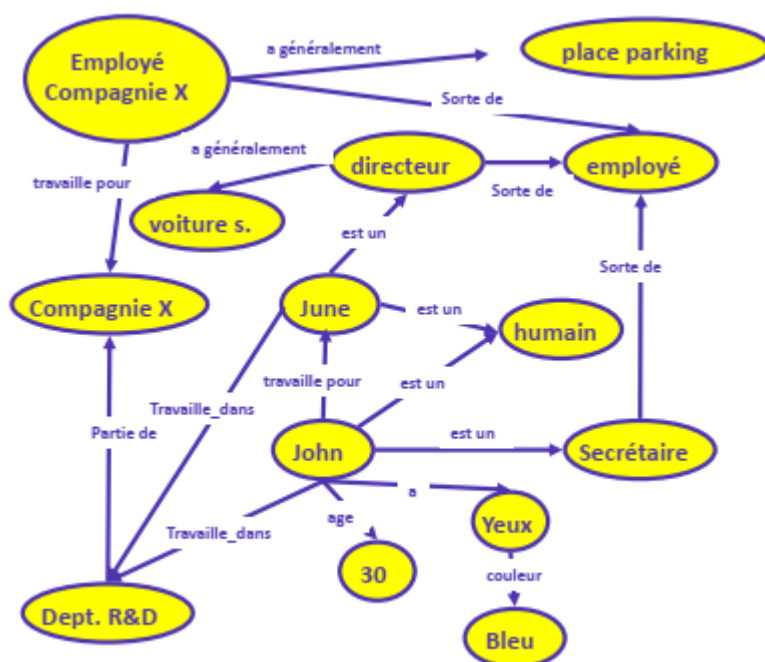 a généralement
place parking
Employé
Compagnie X
Sorte de
a généralement
directeur
employé
travaille pour
Sorte de
voiture s.
est un
Sorte de
Compagnie X
June
est un
humain
travaille pour
est un
Travaille_dans
Partie de
est un
John
Secrétaire
a
age
Yeux
Travaille_dans
30
couleur
Dept. R&D
Bleu